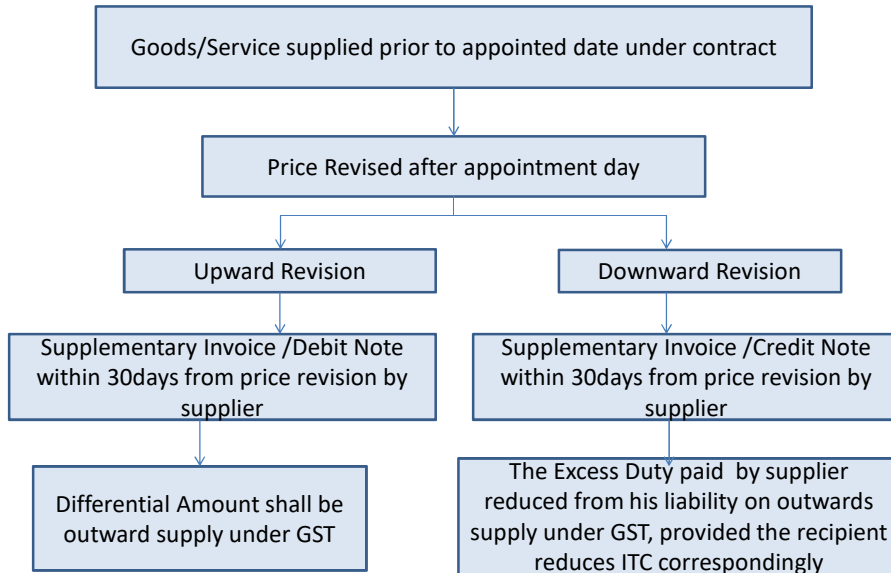 Goods/Service supplied prior to appointed date under contract
Price Revised after appointment day
Upward Revision
Downward Revision
Supplementary Invoice /Debit Note
within 30days from price revision by
supplier
Supplementary Invoice /Credit Note
within 30days from price revision by
supplier
Differential Amount shall be
outward supply under GST
The Excess Duty paid by supplier
reduced from his liability on outwards
supply under GST, provided the recipient
reduces ITC correspondingly